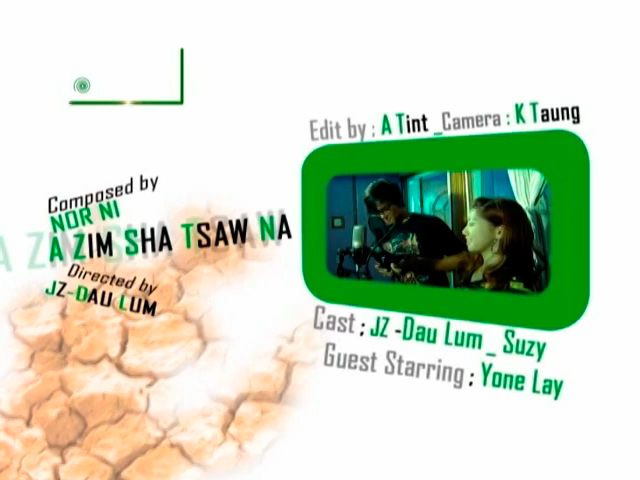 Edit by : A Tint _Camera : K Taung
Composed by
NOR NI
A ZIM SHA TSAW NA
Directed by
JZ-DAU LUM
Cast : JZ -Dau Lum _ Suzy
Guest Starring : Yone Lay